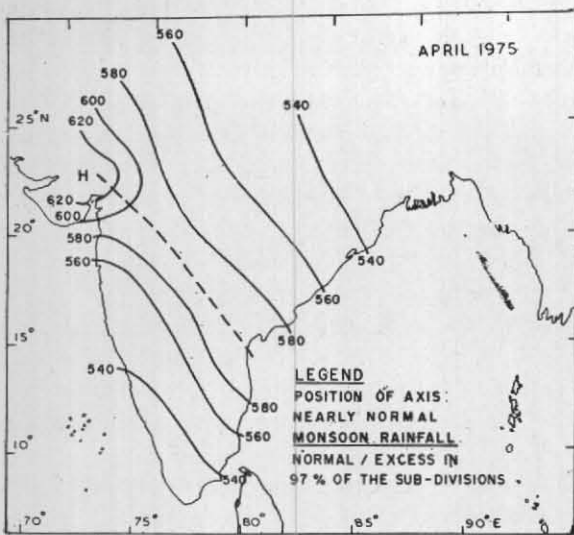 560
APRIL 1975
580
540
600
620
25°N
H
620
600
20°
580
560
540
560
580
15°
540
LEGEND
POSITION OF AXIS:
NEARLY NORMAL
MONSOON RAINFALL
NORMAL / EXCESS IN
97 % OF THE SUB-DIVISIONS
580
560
10°
540
70°
75°
80°
85°
90°E